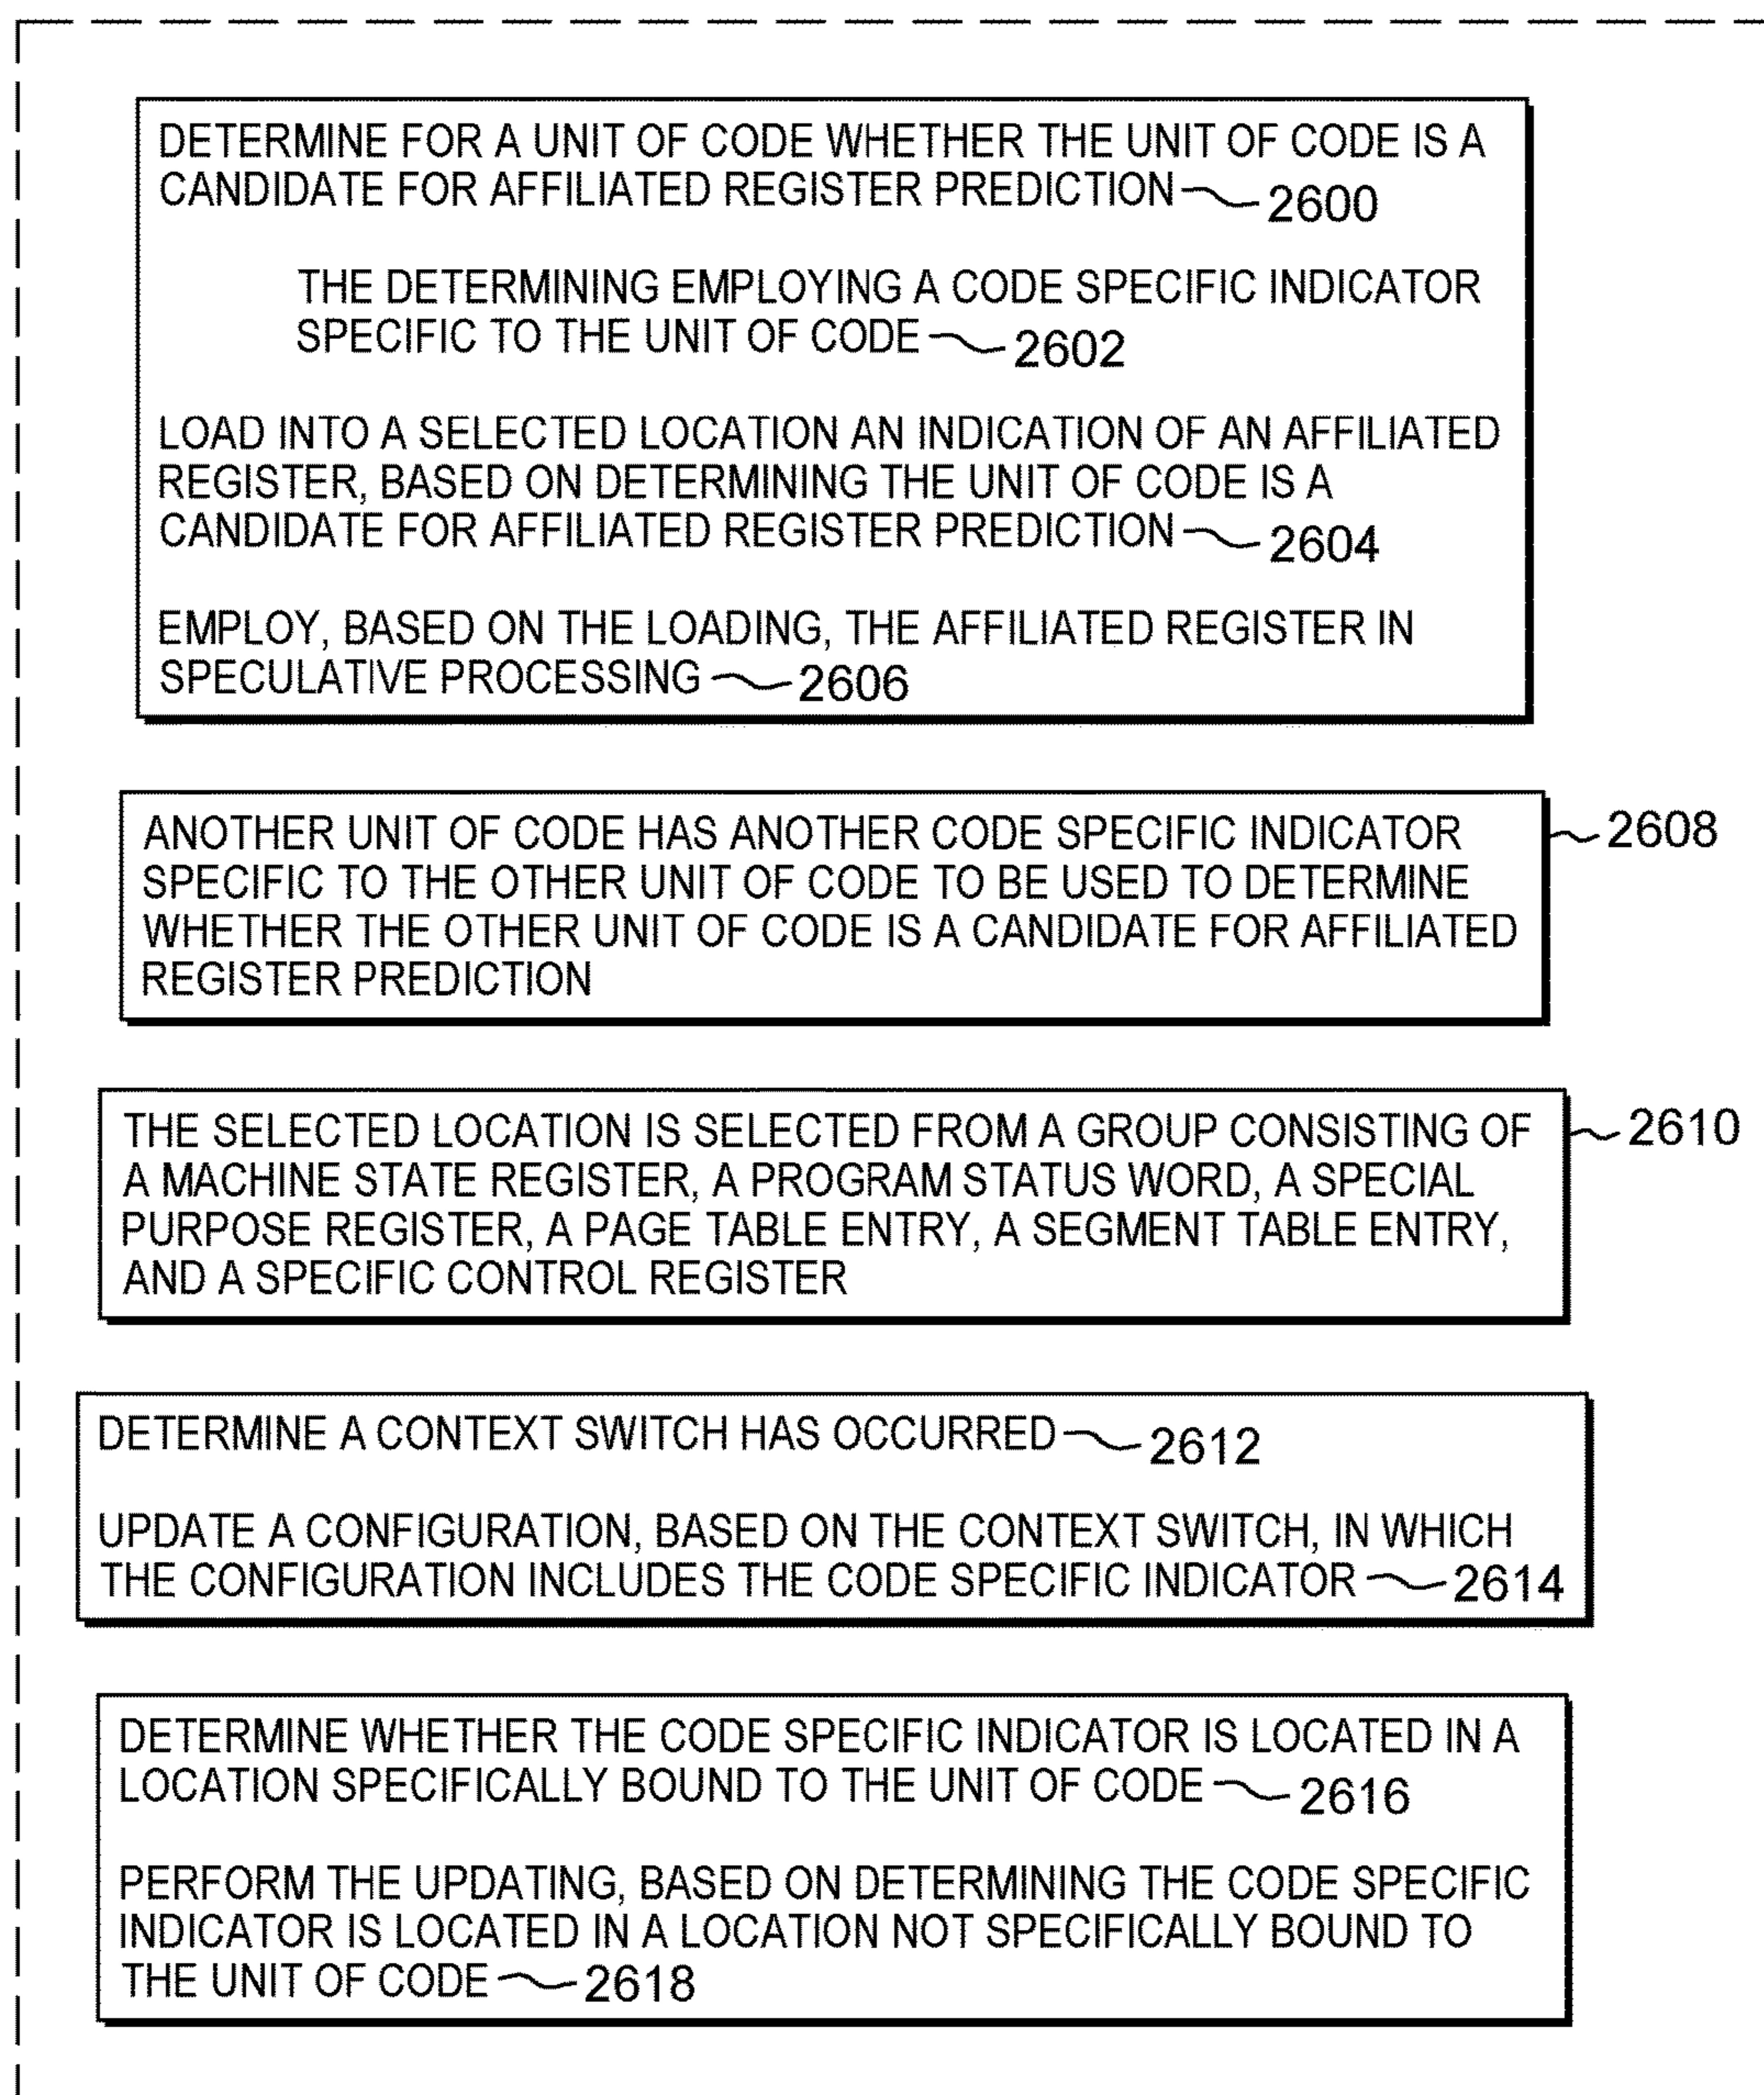 DETERMINE FOR A UNIT OF CODE WHETHER THE UNIT OF CODE IS A
CANDIDATE FOR AFFILIATED REGISTER PREDICTION 2600
THE DETERMINING EMPLOYING A CODE SPECIFIC INDICATOR
SPECIFIC TO THE UNIT OF CODE 2602
LOAD INTO A SELECTED LOCATION AN INDICATION OF AN AFFILIATED
REGISTER, BASED ON DETERMINING THE UNIT OF CODE IS A
CANDIDATE FOR AFFILIATED REGISTER PREDICTION 2604
EMPLOY, BASED ON THE LOADING, THE AFFILIATED REGISTER IN
SPECULATIVE PROCESSING 2606
ANOTHER UNIT OF CODE HAS ANOTHER CODE SPECIFIC INDICATOR 2608
SPECIFIC TO THE OTHER UNIT OF CODE TO BE USED TO DETERMINE
WHETHER THE OTHER UNIT OF CODE IS A CANDIDATE FOR AFFILIATED
REGISTER PREDICTION
THE SELECTED LOCATION IS SELECTED FROM A GROUP CONSISTING OF 2610
A MACHINE STATE REGISTER, A PROGRAM STATUS WORD, A SPECIAL
PURPOSE REGISTER, A PAGE TABLE ENTRY, A SEGMENT TABLE ENTRY,
AND A SPECIFIC CONTROL REGISTER
DETERMINE A CONTEXT SWITCH HAS OCCURRED 2612
UPDATE A CONFIGURATION, BASED ON THE CONTEXT SWITCH, IN WHICH
THE CONFIGURATION INCLUDES THE CODE SPECIFIC INDICATOR 2614
DETERMINE WHETHER THE CODE SPECIFIC INDICATOR IS LOCATED IN A
LOCATION SPECIFICALLY BOUND TO THE UNIT OF CODE 2616
PERFORM THE UPDATING, BASED ON DETERMINING THE CODE SPECIFIC
INDICATOR IS LOCATED IN A LOCATION NOT SPECIFICALLY BOUND TO
THE UNIT OF CODE 2618